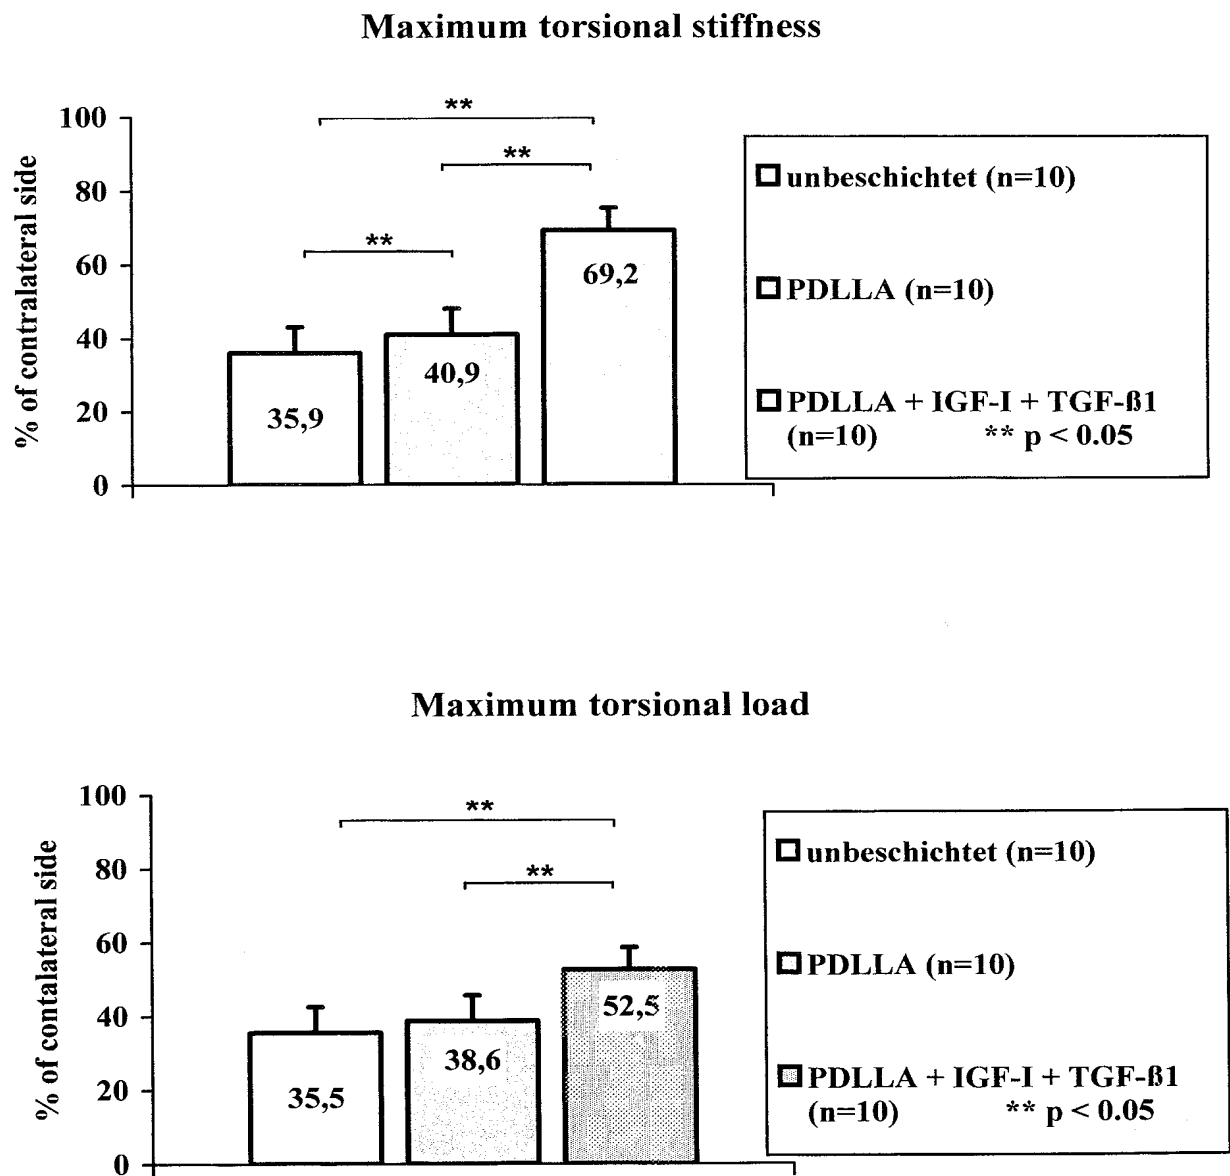 Maximum torsional stiffness
% of contralateral side
100
80
60
40
20
0
**
**
**
35,9
40,9
69,2
unbeschichtet (n=10)
PDLLA (n=10)
PDLLA + IGF-I + TGF-ß1
(n=10) ** p < 0.05
Maximum torsional load
% of contalateral side
100
80
60
40
20
0
**
**
35,5
38,6
52,5
unbeschichtet (n=10)
PDLLA (n=10)
PDLLA + IGF-I + TGF-ß1
(n=10) ** p < 0.05